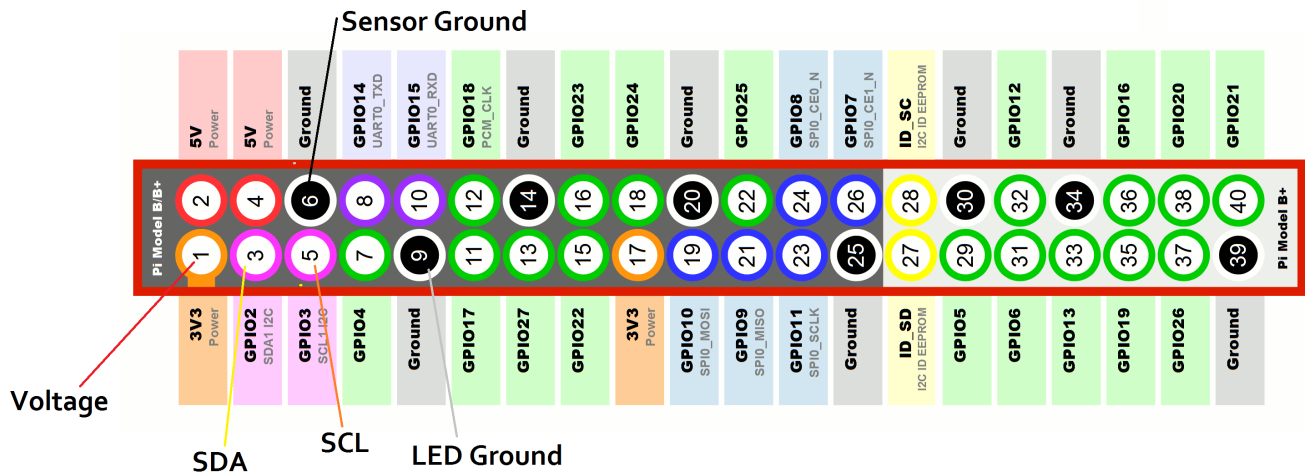 Sensor Ground
5V
Power
5V
Power
Ground
GPIO14
UART0_TXD
GPIO15
UART0_RXD
GPIO18
PCM_CLK
Ground
GPIO23
GPIO24
Ground
GPIO25
GPIO8
SPI0_CE0_N
GPIO7
SPI0_CE1_N
ID_SC
I2C ID EEPROM
Ground
GPIO12
Ground
GPIO16
GPIO20
GPIO21
Pi Model B/B+
2 4 6 8 10 12 14 16 18 20 22 24 26 28 30 32 34 36 38 40
1 3 5 7 9 11 13 15 17 19 21 23 25 27 29 31 33 35 37 39
Pi Model B+
3V3
Power
GPIO2
SDA1 I2C
GPIO3
SCL1 I2C
GPIO4
Ground
GPIO17
GPIO27
GPIO22
3V3
Power
GPIO10
SPI0_MOSI
GPIO9
SPI0_MISO
GPIO11
SPI0_SCLK
Ground
ID_SD
I2C ID EEPROM
GPIO5
GPIO6
GPIO13
GPIO19
GPIO26
Ground
Voltage
SDA
SCL
LED Ground